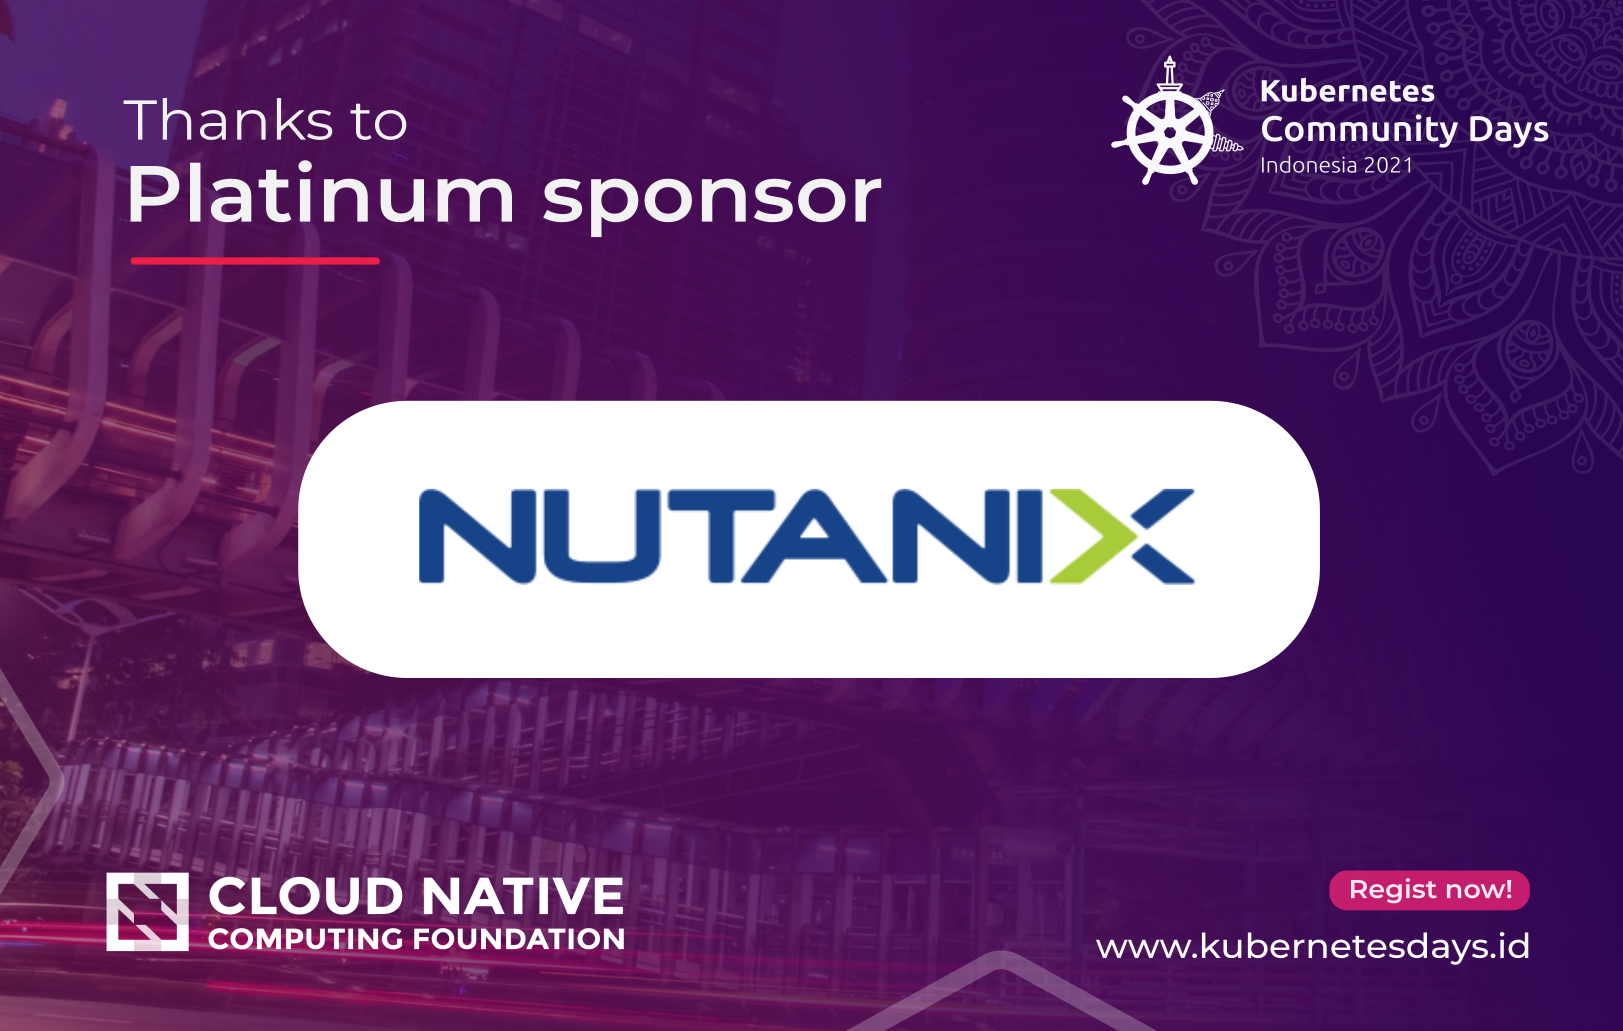 Thanks to
Platinum sponsor
Kubernetes
Community Days
Indonesia 2021
NUTANIX
CLOUD NATIVE
COMPUTING FOUNDATION
Regist now!
www.kubernetesdays.id